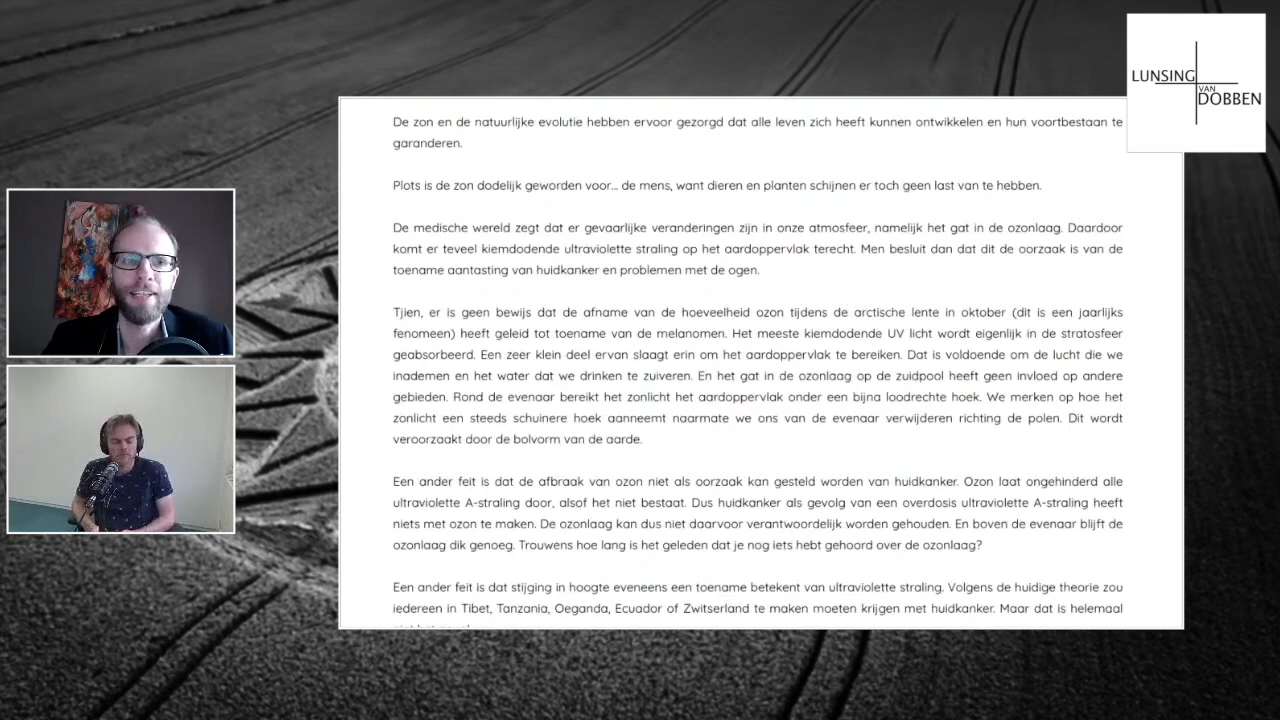 LUNSING
VAN
DOBBEN
De zon en de natuurlijke evolutie hebben ervoor gezorgd dat alle leven zich heeft kunnen ontwikkelen en hun voortbestaan te
garanderen.
Plots is de zon dodelijk geworden voor... de mens, want dieren en planten schijnen er toch geen last van te hebben.
De medische wereld zegt dat er gevaarlijke veranderingen zijn in onze atmosfeer, namelijk het gat in de ozonlaag. Daardoor
komt er teveel kiemdodende ultraviolette straling op het aardoppervlak terecht. Men besluit dan dat dit de oorzaak is van de
toename aantasting van huidkanker en problemen met de ogen.
Tjien, er is geen bewijs dat de afname van de hoeveelheid ozon tijdens de arctische lente in oktober (dit is een jaarlijks
fenomeen) heeft geleid tot toename van de melanomen. Het meeste kiemdodende UV licht wordt eigenlijk in de stratosfeer
geabsorbeerd. Een zeer klein deel ervan slaagt erin om het aardoppervlak te bereiken. Dat is voldoende om de lucht die we
inademen en het water dat we drinken te zuiveren. En het gat in de ozonlaag op de zuidpool heeft geen invloed op andere
gebieden. Rond de evenaar bereikt het zonlicht het aardoppervlak onder een bijna loodrechte hoek. We merken op hoe het
zonlicht een steeds schuinere hoek aanneemt naarmate we ons van de evenaar verwijderen richting de polen. Dit wordt
veroorzaakt door de bolvorm van de aarde.
Een ander feit is dat de afbraak van ozon niet als oorzaak kan gesteld worden van huidkanker. Ozon laat ongehinderd alle
ultraviolette A-straling door, alsof het niet bestaat. Dus huidkanker als gevolg van een overdosis ultraviolette A-straling heeft
niets met ozon te maken. De ozonlaag kan dus niet daarvoor verantwoordelijk worden gehouden. En boven de evenaar blijft de
ozonlaag dik genoeg. Trouwens hoe lang is het geleden dat je nog iets hebt gehoord over de ozonlaag?
Een ander feit is dat stijging in hoogte eveneens een toename betekent van ultraviolette straling. Volgens de huidige theorie zou
iedereen in Tibet, Tanzania, Oeganda, Ecuador of Zwitserland te maken moeten krijgen met huidkanker. Maar dat is helemaal